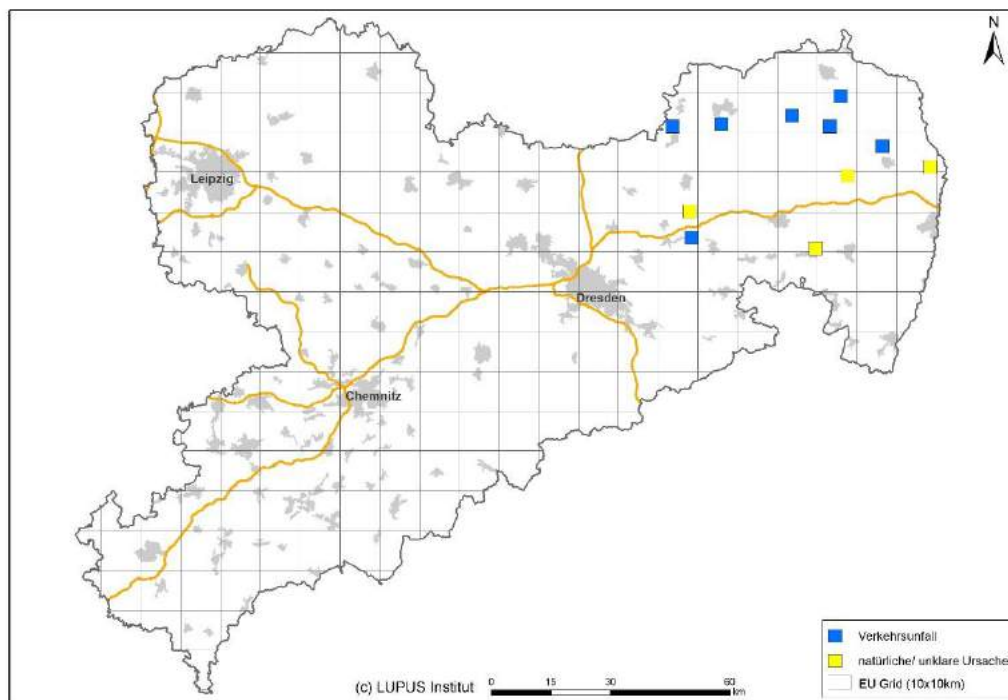 N
Leipzig
Dresden
Chemnitz
Verkehrsunfall
natürliche/ unklare Ursache
EU Grid (10x10km)
(c) LUPUS Institut
0 15 30 60
km